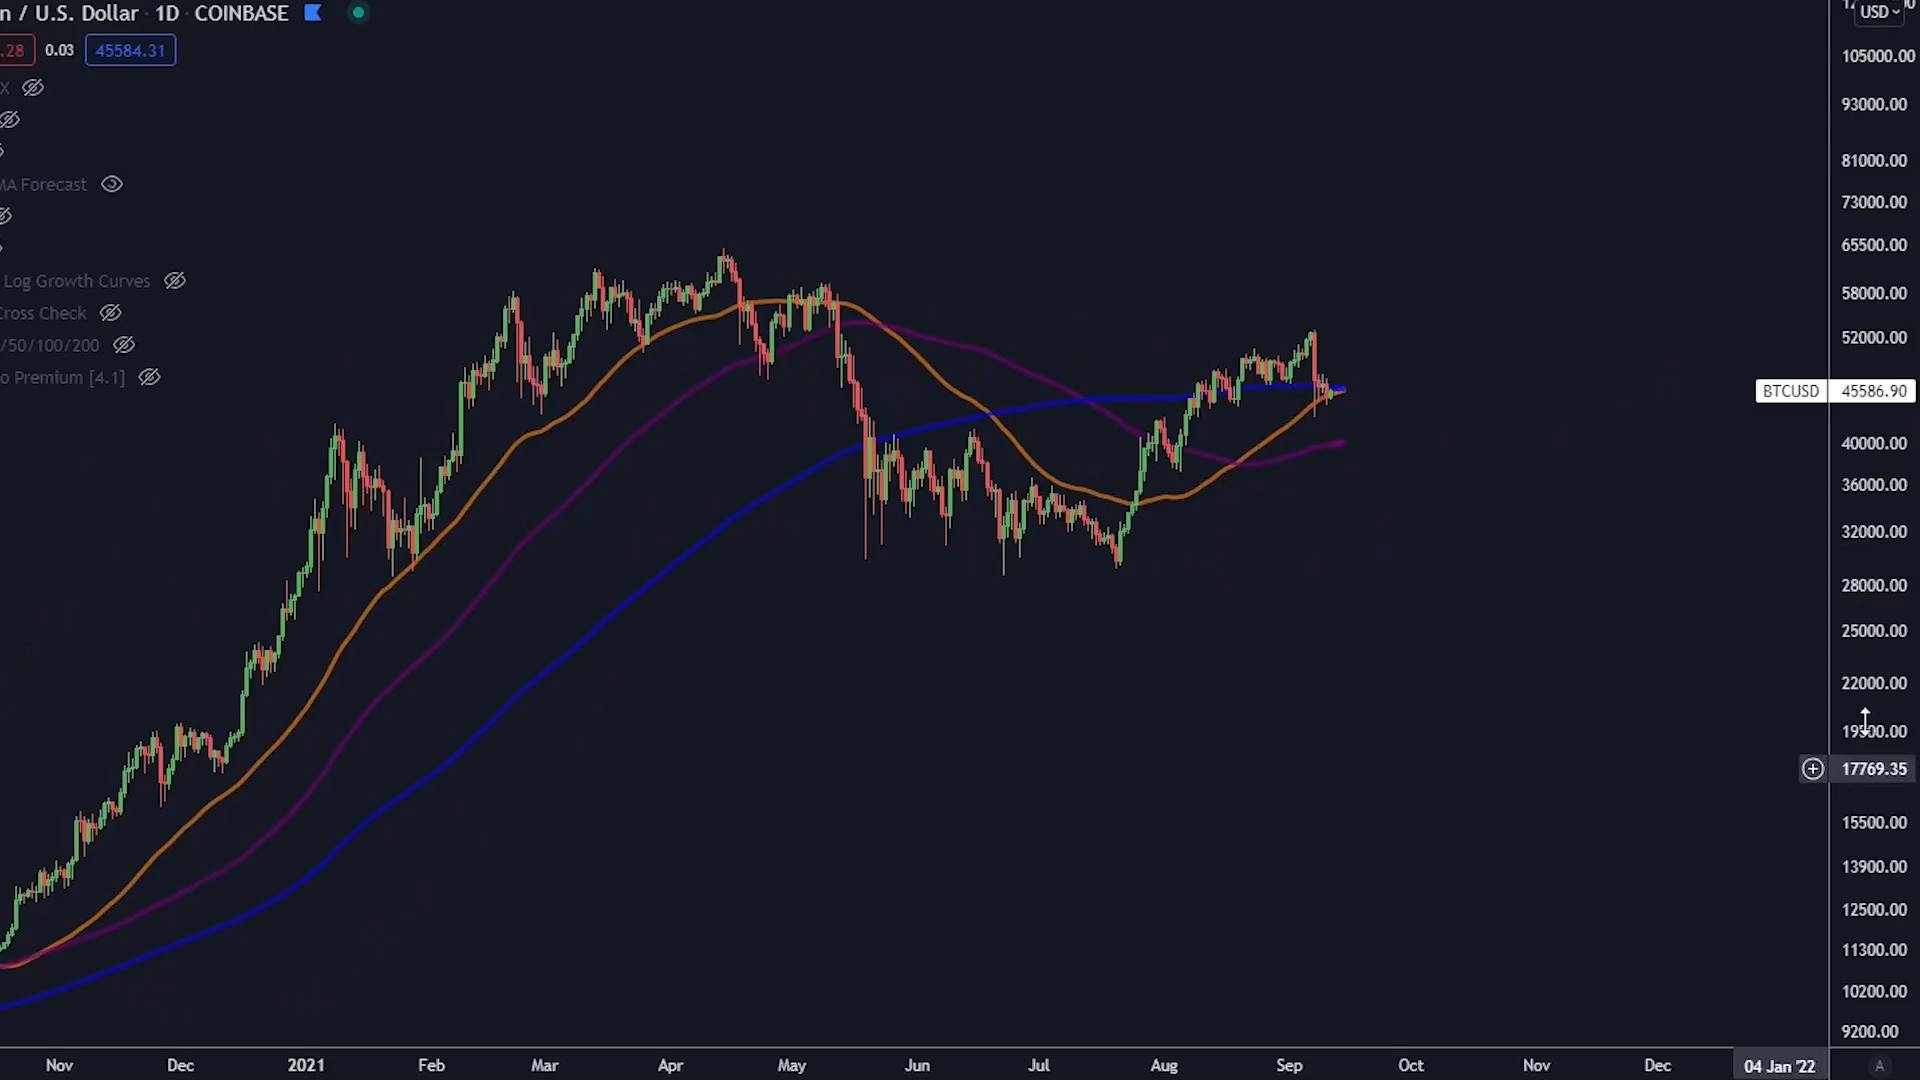 n / U.S. Dollar · 1D · COINBASE
.28 0.03 45584.31
X
MA Forecast
Log Growth Curves
Cross Check
/50/100/200
o Premium [4.1]
USD
105000.00
93000.00
81000.00
73000.00
65500.00
58000.00
52000.00
BTCUSD 45586.90
40000.00
36000.00
32000.00
28000.00
25000.00
22000.00
19500.00
17769.35
15500.00
13900.00
12500.00
11300.00
10200.00
9200.00
Nov Dec 2021 Feb Mar Apr May Jun Jul Aug Sep Oct Nov Dec 04 Jan '22 A